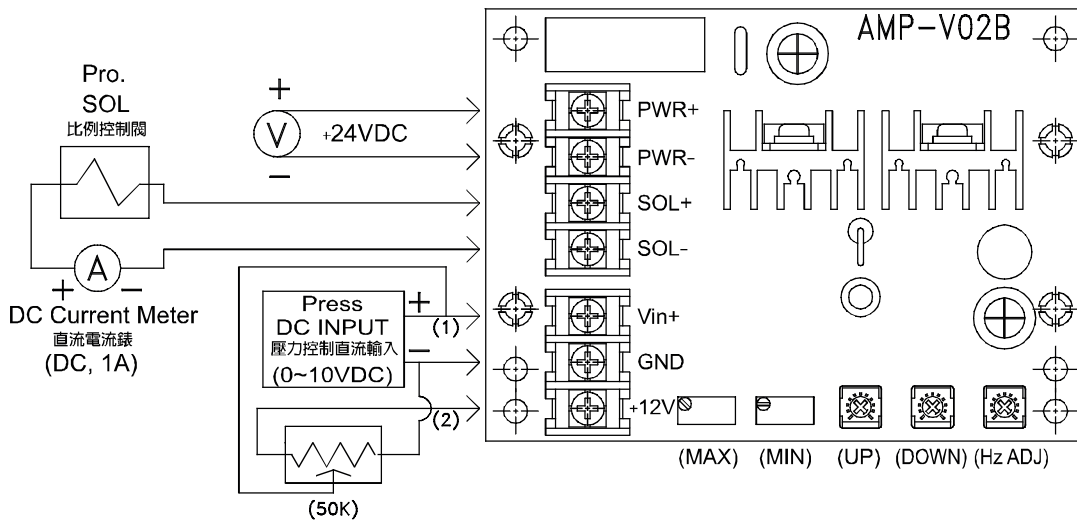 AMP-V02B
Pro.
SOL
比例控制閥
+
V
+24VDC
−
PWR+
PWR-
SOL+
SOL-
A
+
−
DC Current Meter
直流電流錶
(DC, 1A)
Press
DC INPUT
壓力控制直流輸入
(0~10VDC)
+
−
(1)
(2)
Vin+
GND
+12V
(50K)
(MAX)
(MIN)
(UP)
(DOWN)
(Hz ADJ)